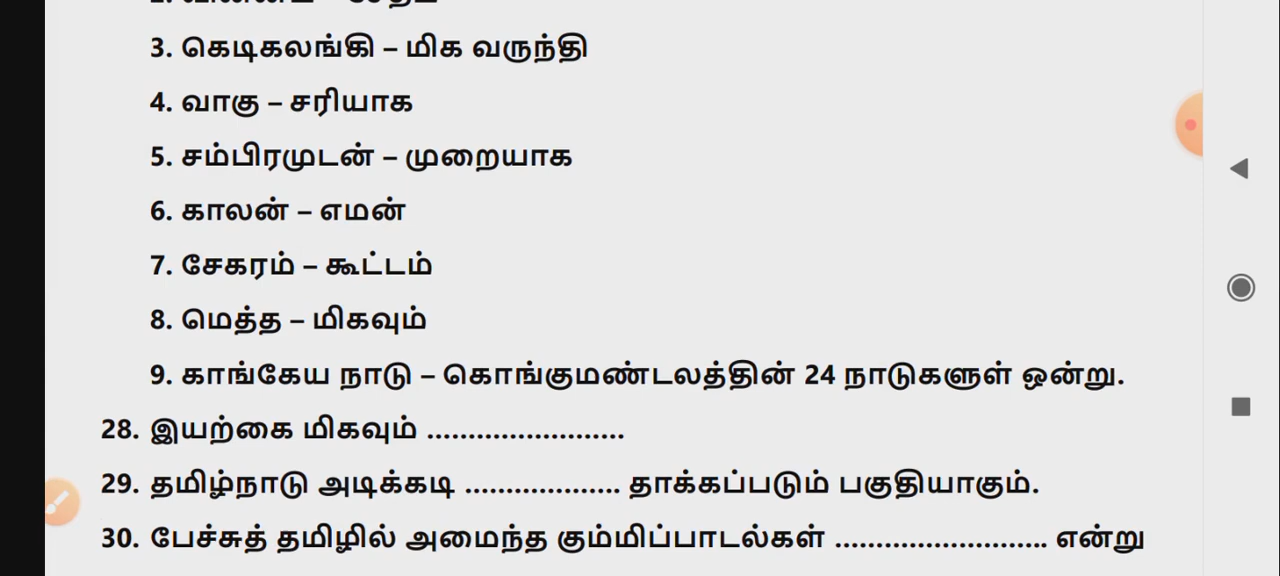 3. கெடிகலங்கி – மிக வருந்தி
4. வாகு – சரியாக
5. சம்பிரமுடன் – முறையாக
6. காலன் – எமன்
7. சேகரம் – கூட்டம்
8. மெத்த – மிகவும்
9. காங்கேய நாடு – கொங்குமண்டலத்தின் 24 நாடுகளுள் ஒன்று.
28. இயற்கை மிகவும் ........................
29. தமிழ்நாடு அடிக்கடி ................... தாக்கப்படும் பகுதியாகும்.
30. பேச்சுத் தமிழில் அமைந்த கும்மிப்பாடல்கள் .......................... என்று